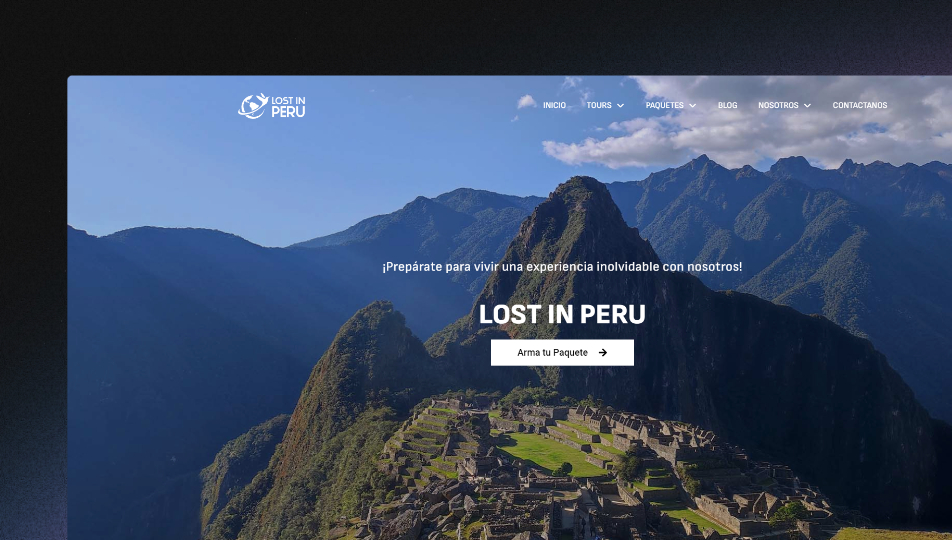 LOST IN
PERU
INICIO TOURS PAQUETES BLOG NOSOTROS CONTACTANOS
¡Prepárate para vivir una experiencia inolvidable con nosotros!
LOST IN PERU
Arma tu Paquete